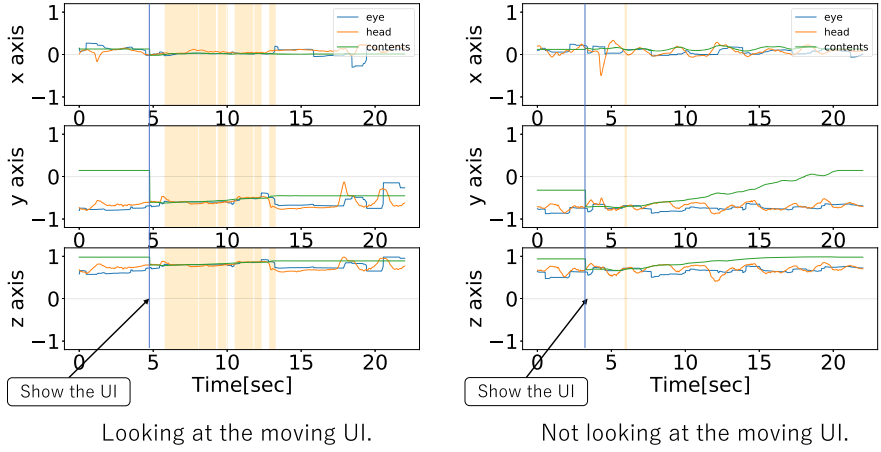 1
0
−1
x axis
eye
head
contents
0 5 10 15 20
1
0
−1
y axis
0 5 10 15 20
1
0
−1
z axis
0 5 10 15 20
Time[sec]
Show the UI
Looking at the moving UI.
1
0
−1
x axis
eye
head
contents
0 5 10 15 20
1
0
−1
y axis
0 5 10 15 20
1
0
−1
z axis
0 5 10 15 20
Time[sec]
Show the UI
Not looking at the moving UI.